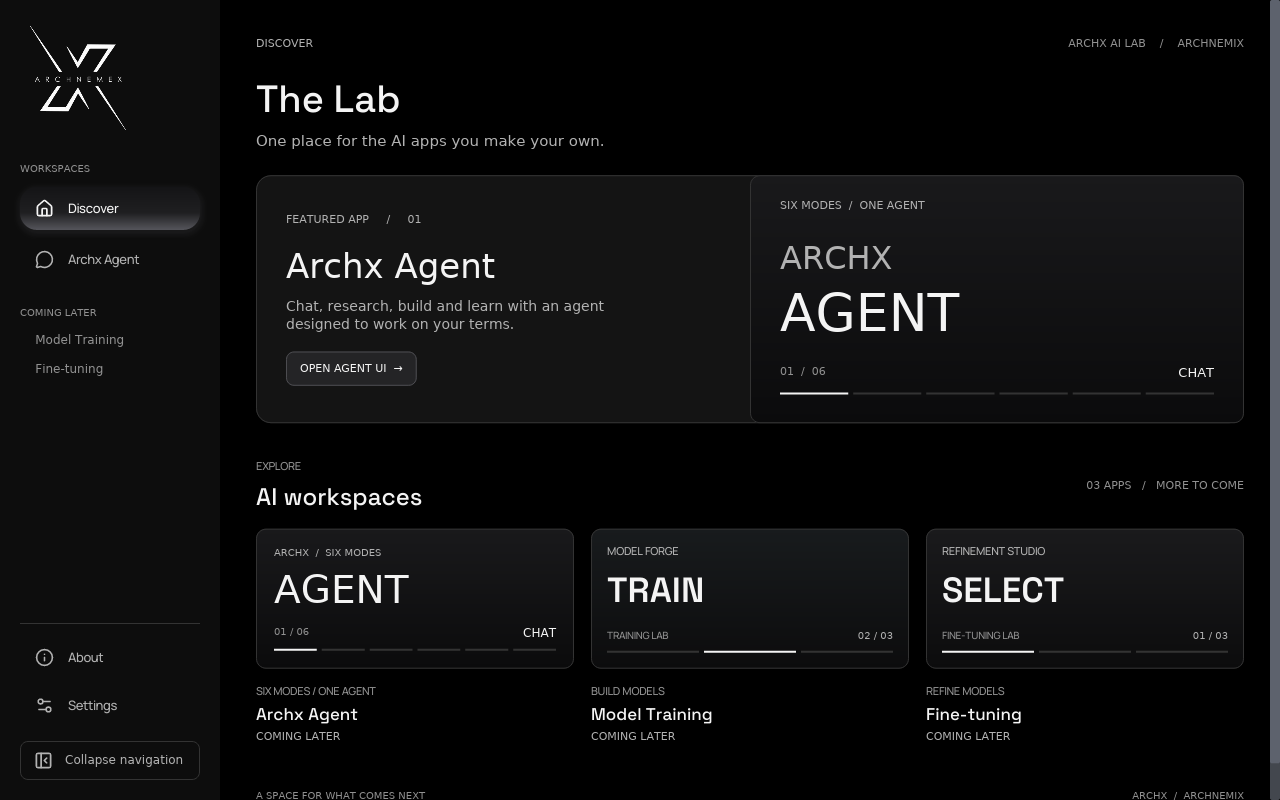 ARCHNEMEX
WORKSPACES
Discover
Archx Agent
COMING LATER
Model Training
Fine-tuning
About
Settings
Collapse navigation
DISCOVER
ARCHX AI LAB / ARCHNEMIX
The Lab
One place for the AI apps you make your own.
FEATURED APP / 01
Archx Agent
Chat, research, build and learn with an agent
designed to work on your terms.
OPEN AGENT UI →
SIX MODES / ONE AGENT
ARCHX
AGENT
01 / 06
CHAT
EXPLORE
AI workspaces
03 APPS / MORE TO COME
ARCHX / SIX MODES
AGENT
01 / 06
CHAT
SIX MODES / ONE AGENT
Archx Agent
COMING LATER
MODEL FORGE
TRAIN
TRAINING LAB
02 / 03
BUILD MODELS
Model Training
COMING LATER
REFINEMENT STUDIO
SELECT
FINE-TUNING LAB
01 / 03
REFINE MODELS
Fine-tuning
COMING LATER
A SPACE FOR WHAT COMES NEXT
ARCHX / ARCHNEMIX